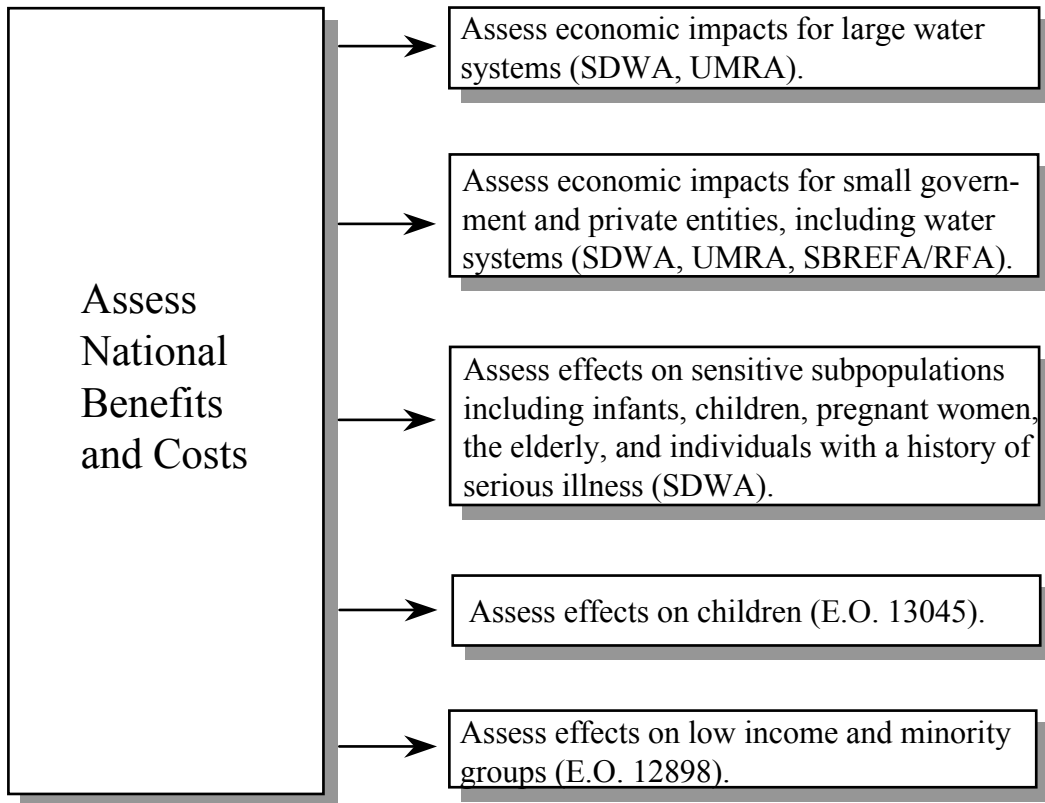 Assess
National
Benefits
and Costs
Assess economic impacts for large water
systems (SDWA, UMRA).
Assess economic impacts for small govern-
ment and private entities, including water
systems (SDWA, UMRA, SBREFA/RFA).
Assess effects on sensitive subpopulations
including infants, children, pregnant women,
the elderly, and individuals with a history of
serious illness (SDWA).
Assess effects on children (E.O. 13045).
Assess effects on low income and minority
groups (E.O. 12898).